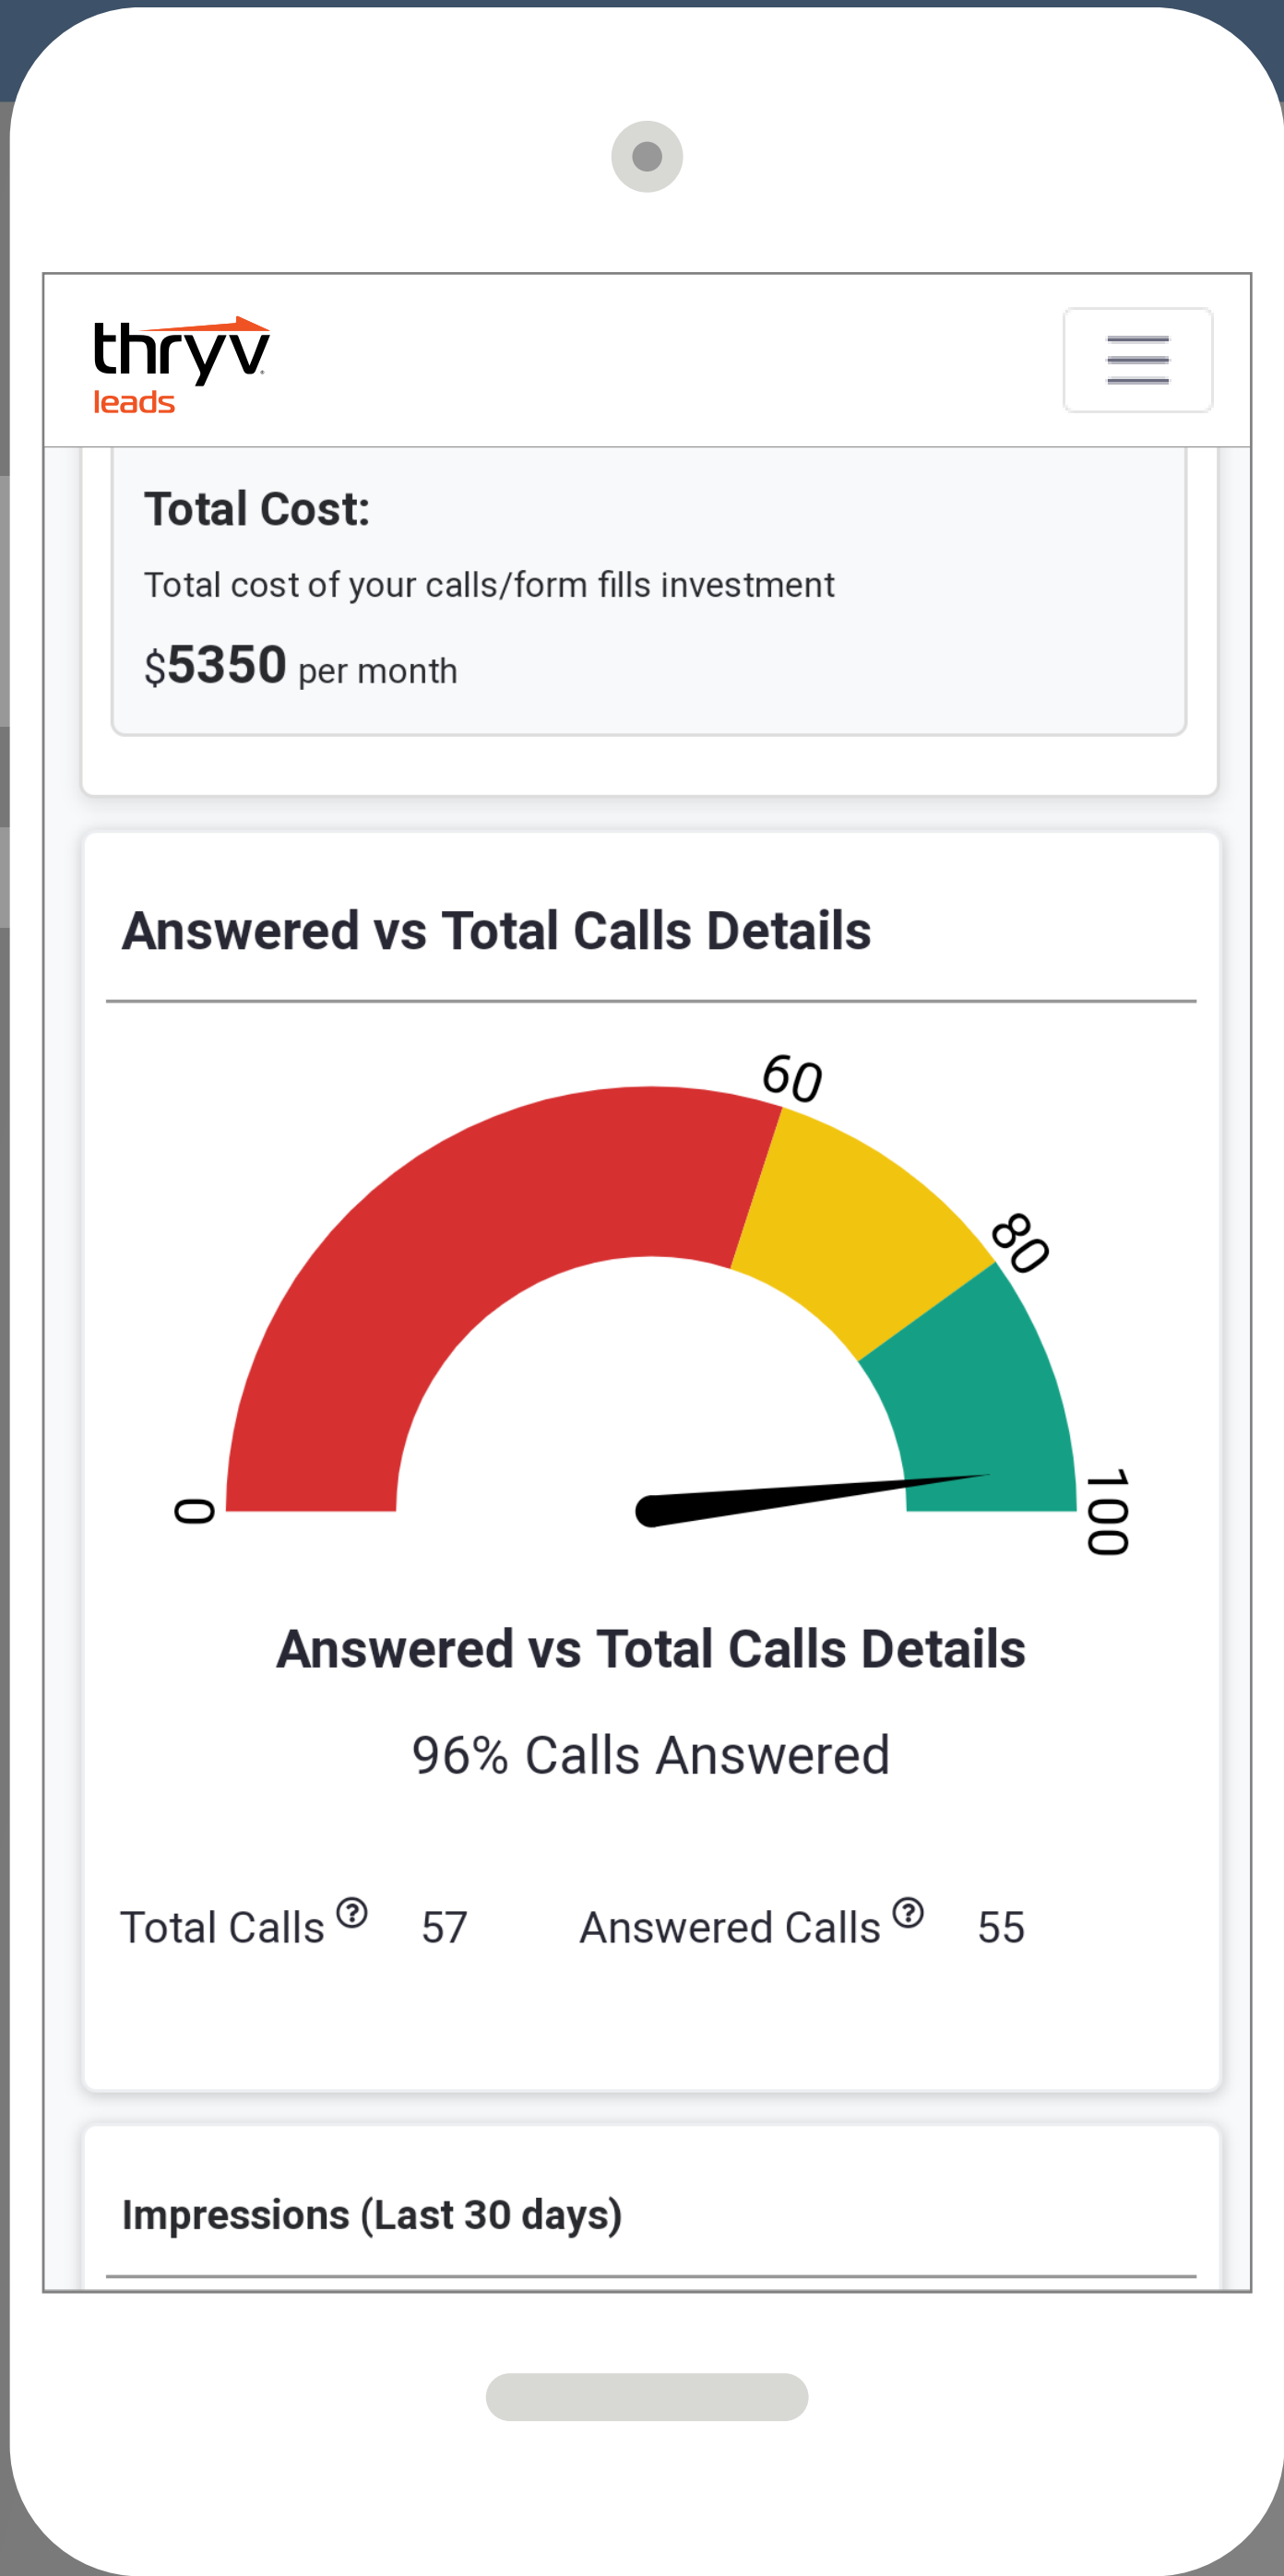 thryv
leads
Total Cost:
Total cost of your calls/form fills investment
$5350 per month
Answered vs Total Calls Details
60
80
0
100
Answered vs Total Calls Details
96% Calls Answered
Total Calls ? 57 Answered Calls ? 55
Impressions (Last 30 days)